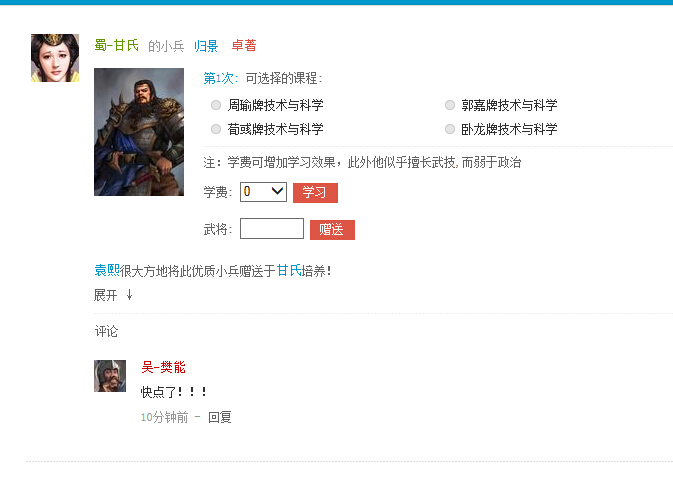 蜀-甘氏 的小兵 归景 卓著
第1次: 可选择的课程:
周瑜牌技术与科学 郭嘉牌技术与科学
荀彧牌技术与科学 卧龙牌技术与科学
注: 学费可增加学习效果，此外他似乎擅长武技,而弱于政治
学费: 0 学习
武将: 赠送
袁熙很大方地将此优质小兵赠送于甘氏培养!
展开 ↓
评论
吴-樊能
快点了!!!
10分钟前 - 回复